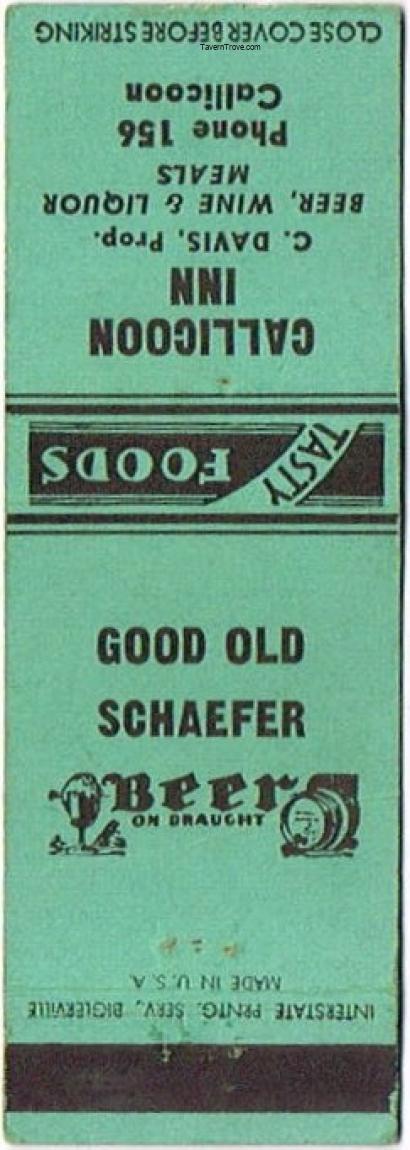 CLOSE COVER BEFORE STRIKING
TavernTrove.com
CALLICOON
INN
C. DAVIS, Prop.
BEER, WINE & LIQUOR
MEALS
Phone 156
Callicoon
TASTY FOODS
GOOD OLD
SCHAEFER
Beer
ON DRAUGHT
INTERSTATE PRNTG. SERV., BIGLERVILLE
MADE IN U.S.A.